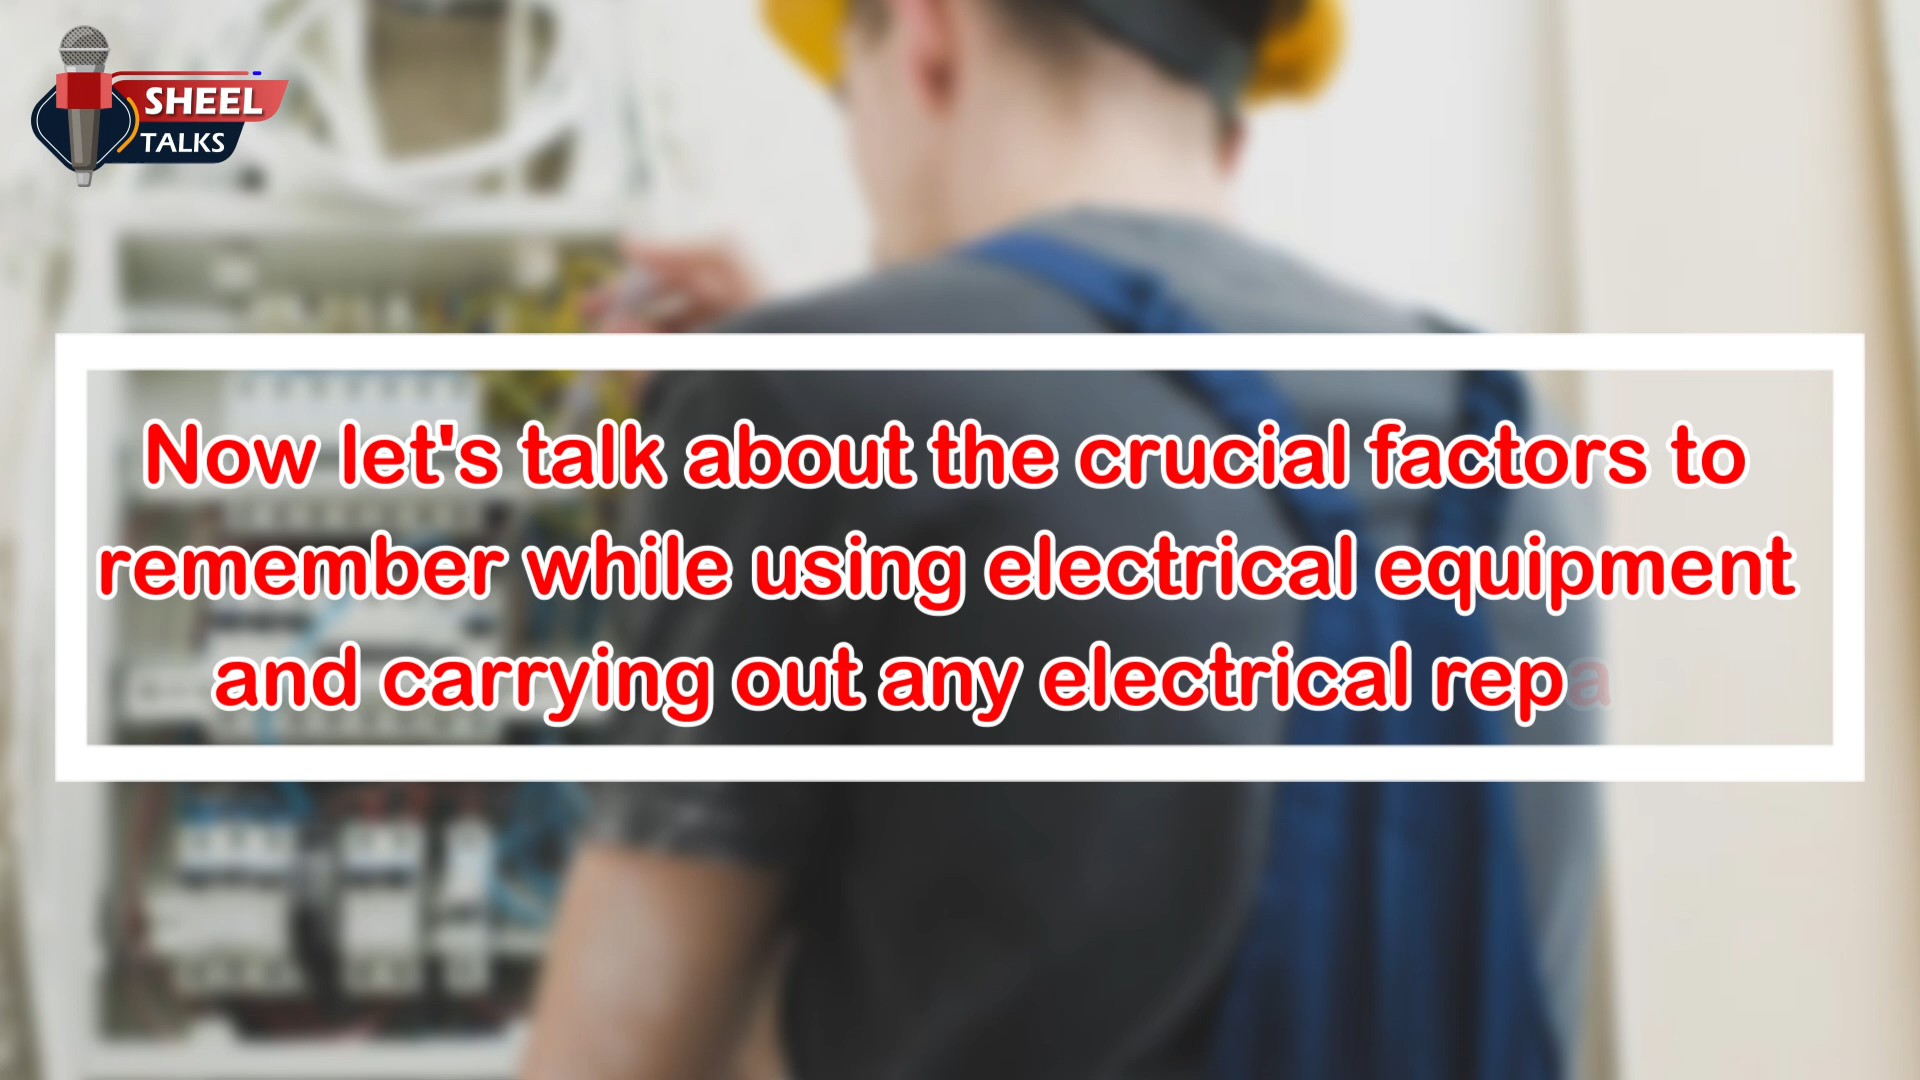 SHEEL
TALKS
Now let's talk about the crucial factors to
remember while using electrical equipment
and carrying out any electrical repa